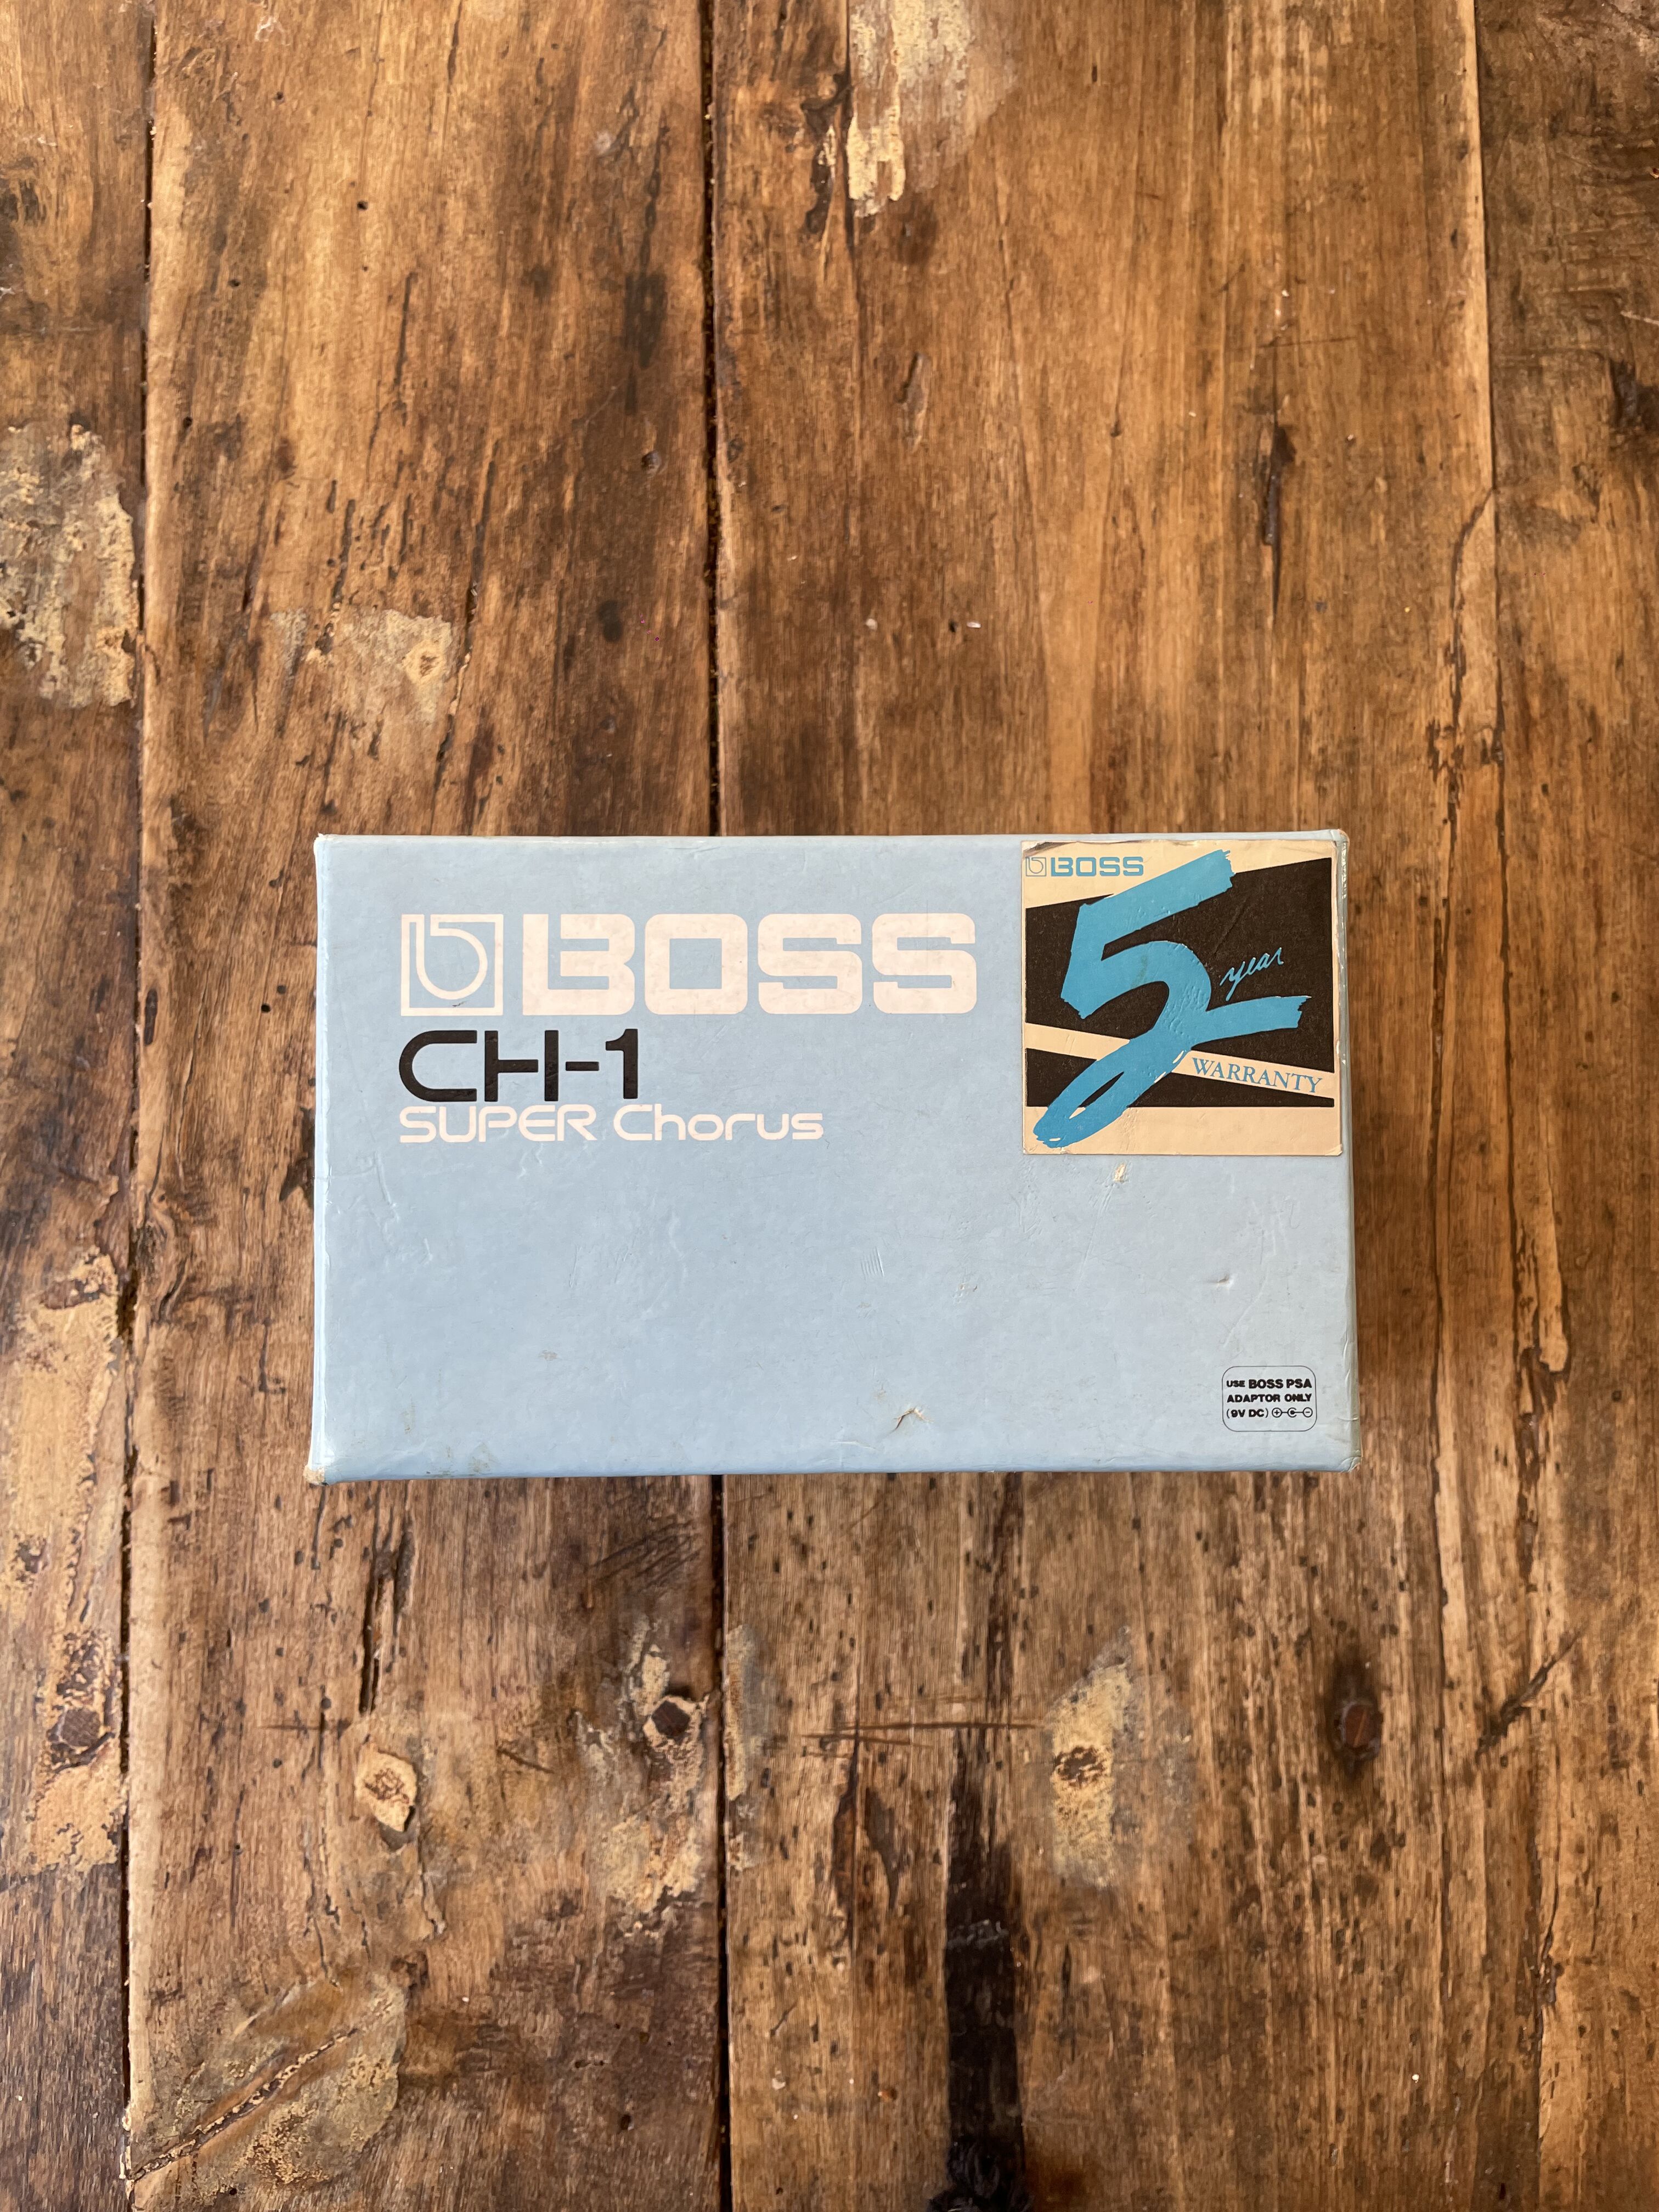 BOSS
CH-1
SUPER Chorus
BOSS
5 year
WARRANTY
USE BOSS PSA
ADAPTOR ONLY
(9V DC)